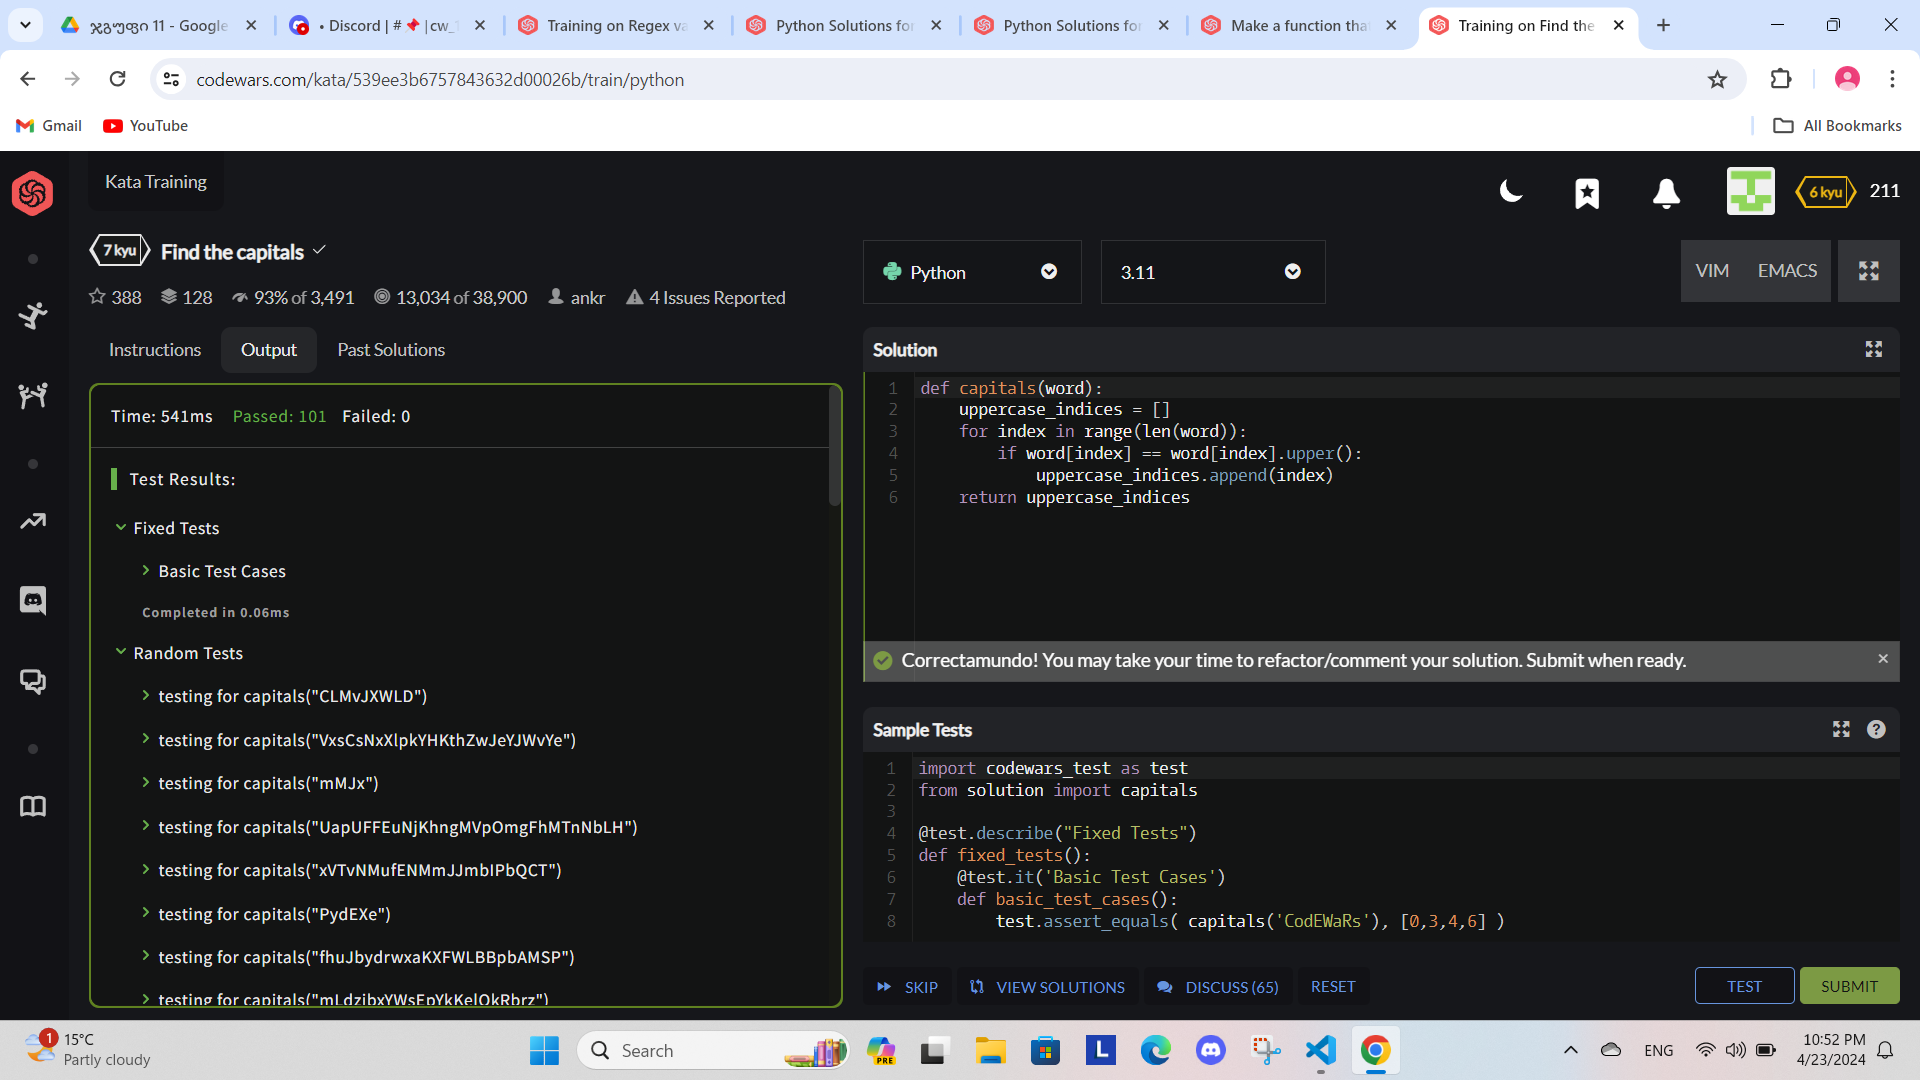 ჯგუფი 11 - Google
• Discord | # 📌 | cw_
Training on Regex va
Python Solutions for
Python Solutions for
Make a function that
Training on Find the
codewars.com/kata/539ee3b6757843632d00026b/train/python
Gmail
YouTube
All Bookmarks
Kata Training
6 kyu
211
7 kyu
Find the capitals
388
128
93% of 3,491
13,034 of 38,900
ankr
4 Issues Reported
Python
3.11
VIM
EMACS
Instructions
Output
Past Solutions
Time: 541ms Passed: 101 Failed: 0
Test Results:
Fixed Tests
Basic Test Cases
Completed in 0.06ms
Random Tests
testing for capitals("CLMvJXWLD")
testing for capitals("VxsCsNxXlpkYHKthZwJeYJWvYe")
testing for capitals("mMJx")
testing for capitals("UapUFFEuNjKhngMVpOmgFhMTnNbLH")
testing for capitals("xVTvNMufENMmJJmbIPbQCT")
testing for capitals("PydEXe")
testing for capitals("fhuJbydrwxaKXFWLBBpbAMSP")
testing for capitals("mLdzibxYWsEpYkKelQkRbrz")
Solution
1 def capitals(word):
2     uppercase_indices = []
3     for index in range(len(word)):
4         if word[index] == word[index].upper():
5             uppercase_indices.append(index)
6     return uppercase_indices
Correctamundo! You may take your time to refactor/comment your solution. Submit when ready.
Sample Tests
1 import codewars_test as test
2 from solution import capitals
3
4 @test.describe("Fixed Tests")
5 def fixed_tests():
6     @test.it('Basic Test Cases')
7     def basic_test_cases():
8         test.assert_equals( capitals('CodEWaRs'), [0,3,4,6] )
SKIP
VIEW SOLUTIONS
DISCUSS (65)
RESET
TEST
SUBMIT
1
15°C
Partly cloudy
Search
PRE
L
ENG
10:52 PM
4/23/2024